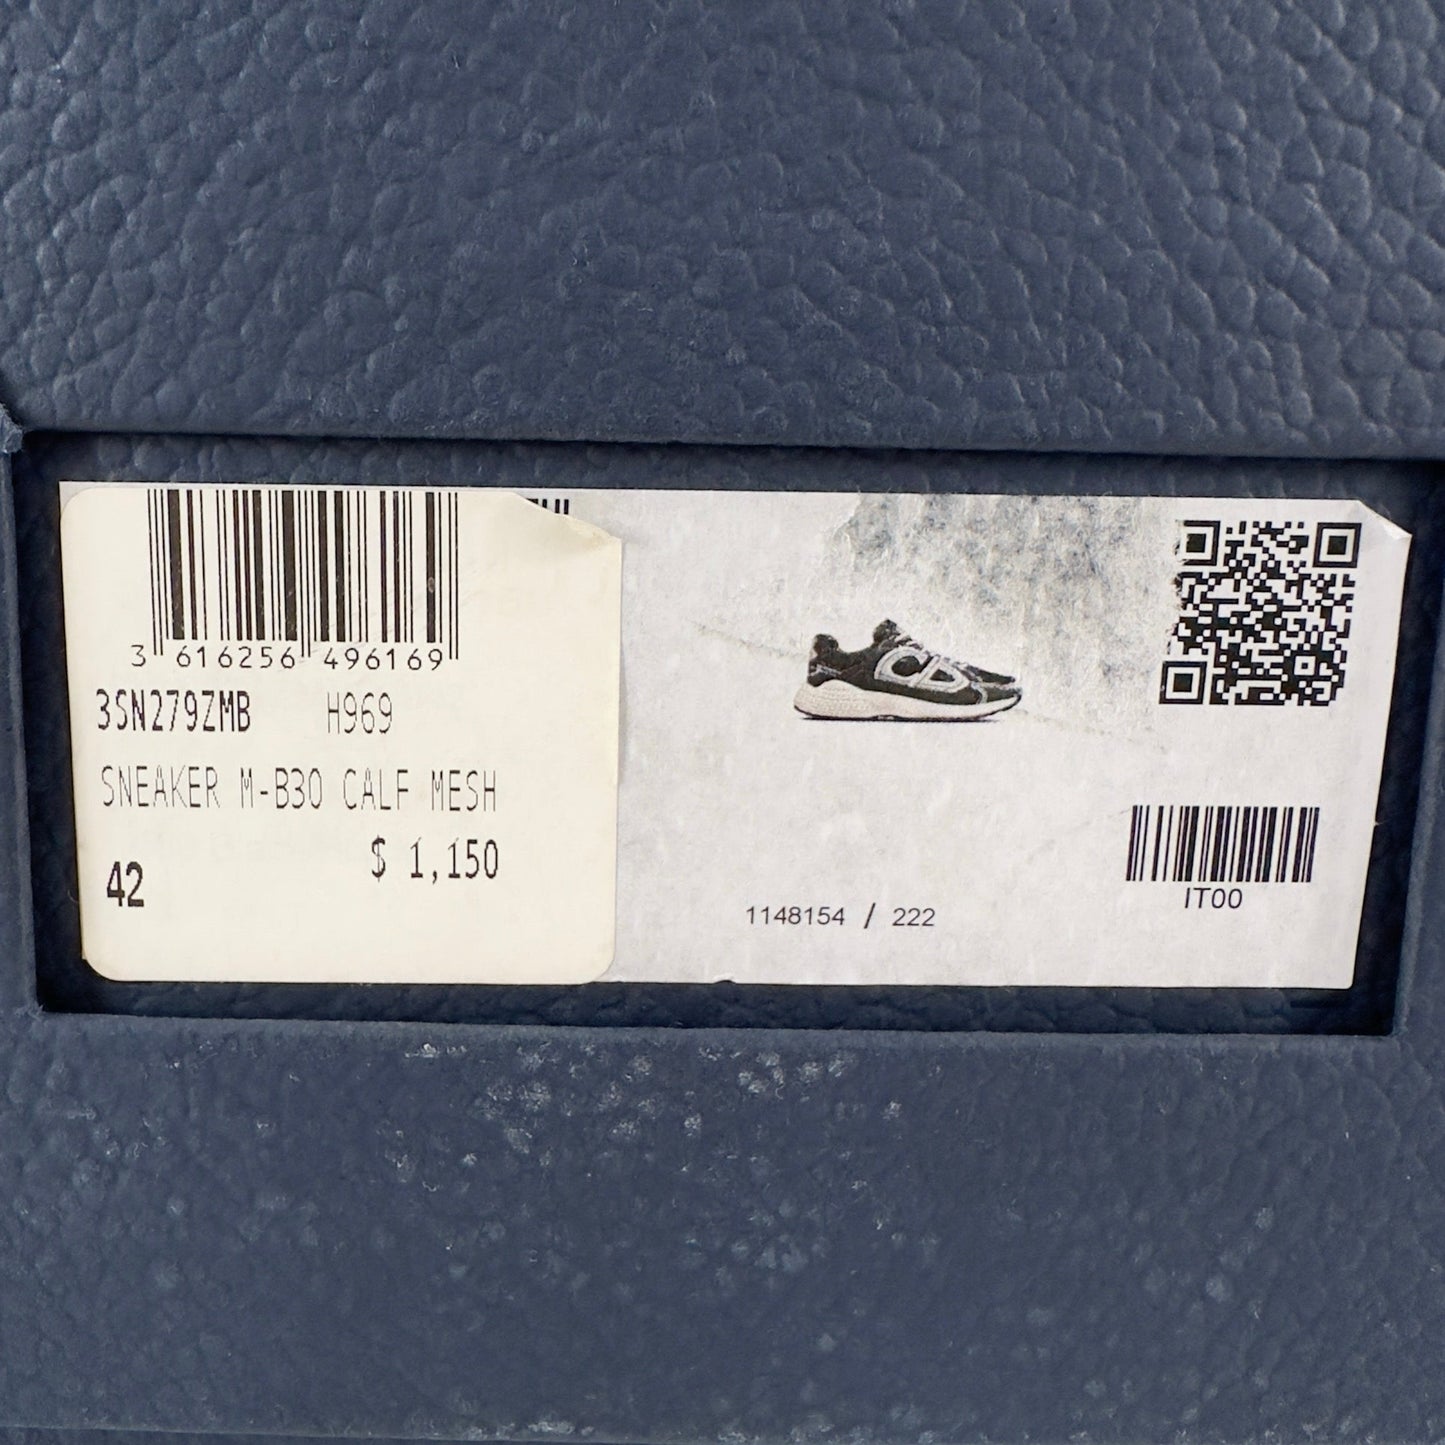 3 616256 496169
3SN279ZMB H969
SNEAKER M-B30 CALF MESH
$ 1,150
42
1148154 / 222
IT00